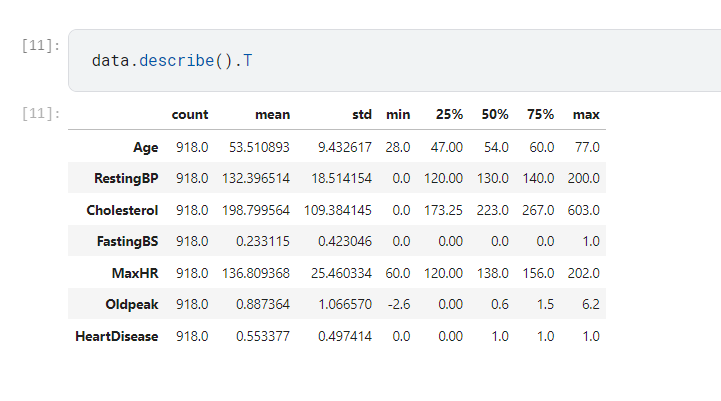 [11]:
data.describe().T
[11]:
count mean std min 25% 50% 75% max
Age 918.0 53.510893 9.432617 28.0 47.00 54.0 60.0 77.0
RestingBP 918.0 132.396514 18.514154 0.0 120.00 130.0 140.0 200.0
Cholesterol 918.0 198.799564 109.384145 0.0 173.25 223.0 267.0 603.0
FastingBS 918.0 0.233115 0.423046 0.0 0.00 0.0 0.0 1.0
MaxHR 918.0 136.809368 25.460334 60.0 120.00 138.0 156.0 202.0
Oldpeak 918.0 0.887364 1.066570 -2.6 0.00 0.6 1.5 6.2
HeartDisease 918.0 0.553377 0.497414 0.0 0.00 1.0 1.0 1.0